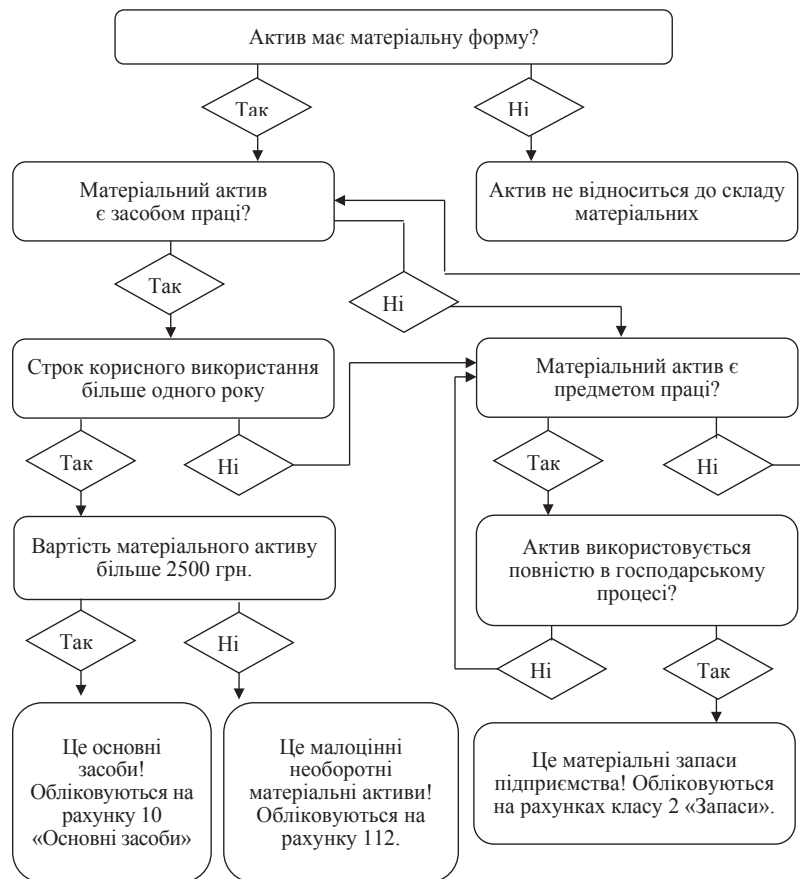 Актив має матеріальну форму?
Так
Ні
Матеріальний актив
є засобом праці?
Актив не відноситься до складу
матеріальних
Так
Ні
Строк корисного використання
більше одного року
Матеріальний актив є
предметом праці?
Так
Ні
Так
Ні
Вартість матеріального активу
більше 2500 грн.
Актив використовується
повністю в господарському
процесі?
Так
Ні
Ні
Так
Це основні
засоби!
Обліковуються на
рахунку 10
«Основні засоби»
Це малоцінні
необоротні
матеріальні активи!
Обліковуються на
рахунку 112.
Це матеріальні запаси
підприємства! Обліковуються
на рахунках класу 2 «Запаси».